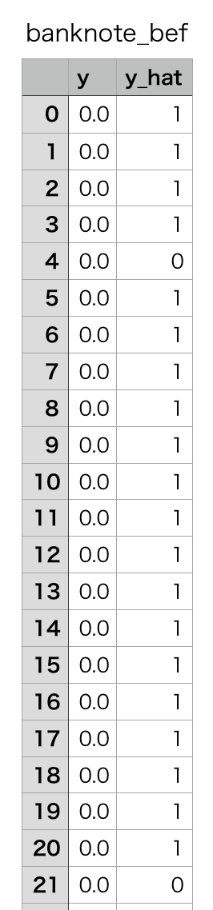 banknote_bef
y y_hat
0 0.0 1
1 0.0 1
2 0.0 1
3 0.0 1
4 0.0 0
5 0.0 1
6 0.0 1
7 0.0 1
8 0.0 1
9 0.0 1
10 0.0 1
11 0.0 1
12 0.0 1
13 0.0 1
14 0.0 1
15 0.0 1
16 0.0 1
17 0.0 1
18 0.0 1
19 0.0 1
20 0.0 1
21 0.0 0